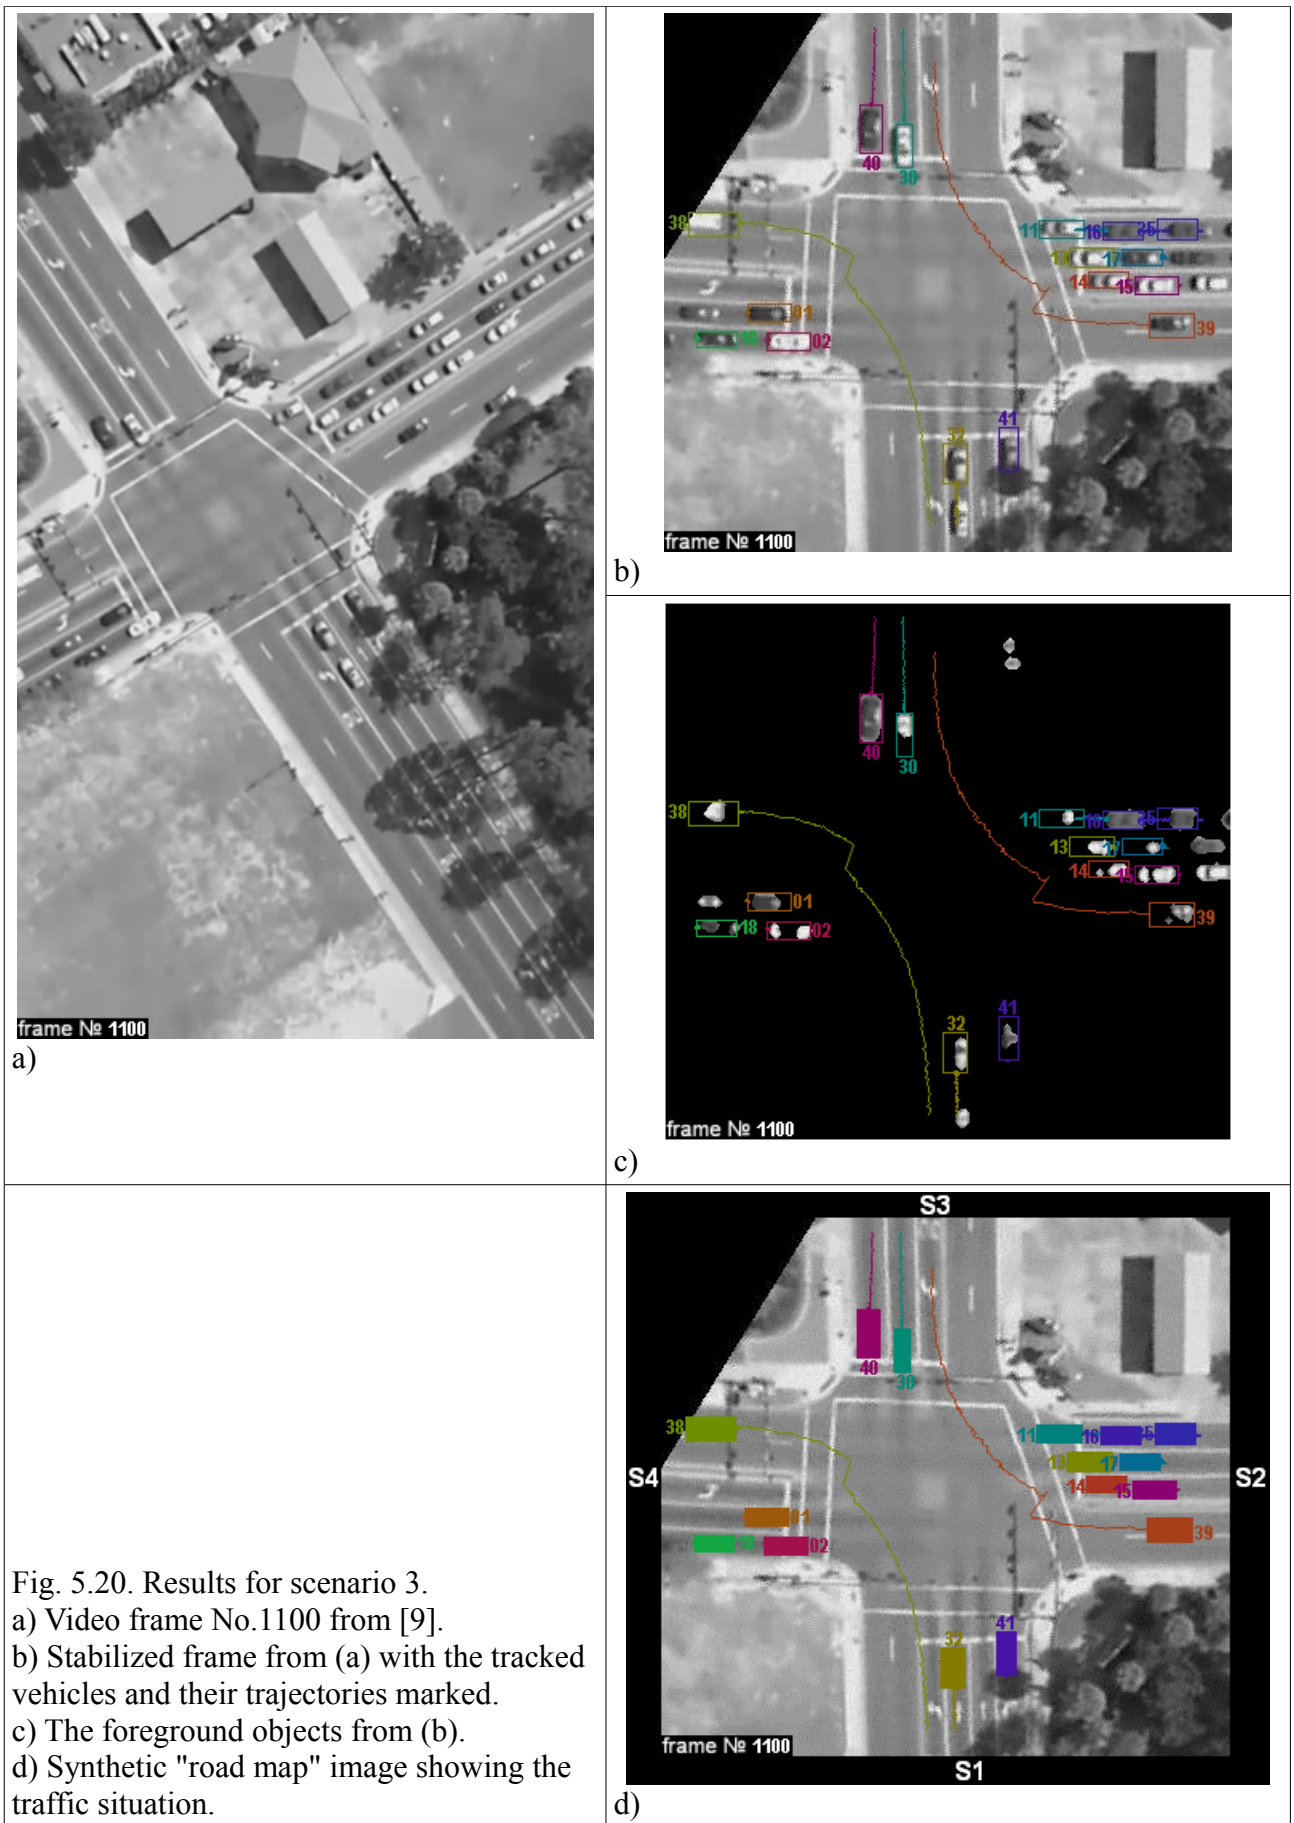 frame № 1100
a)
40
30
38
11
16
35
13
17
14
15
01
39
18
02
41
32
frame № 1100
b)
40
30
38
11
16
35
13
17
14
15
01
39
18
02
41
32
frame № 1100
c)
S3
40
30
38
11
16
35
13
17
S4
S2
14
15
01
39
18
02
41
32
frame № 1100
S1
d)
Fig. 5.20. Results for scenario 3.
a) Video frame No.1100 from [9].
b) Stabilized frame from (a) with the tracked
vehicles and their trajectories marked.
c) The foreground objects from (b).
d) Synthetic "road map" image showing the
traffic situation.